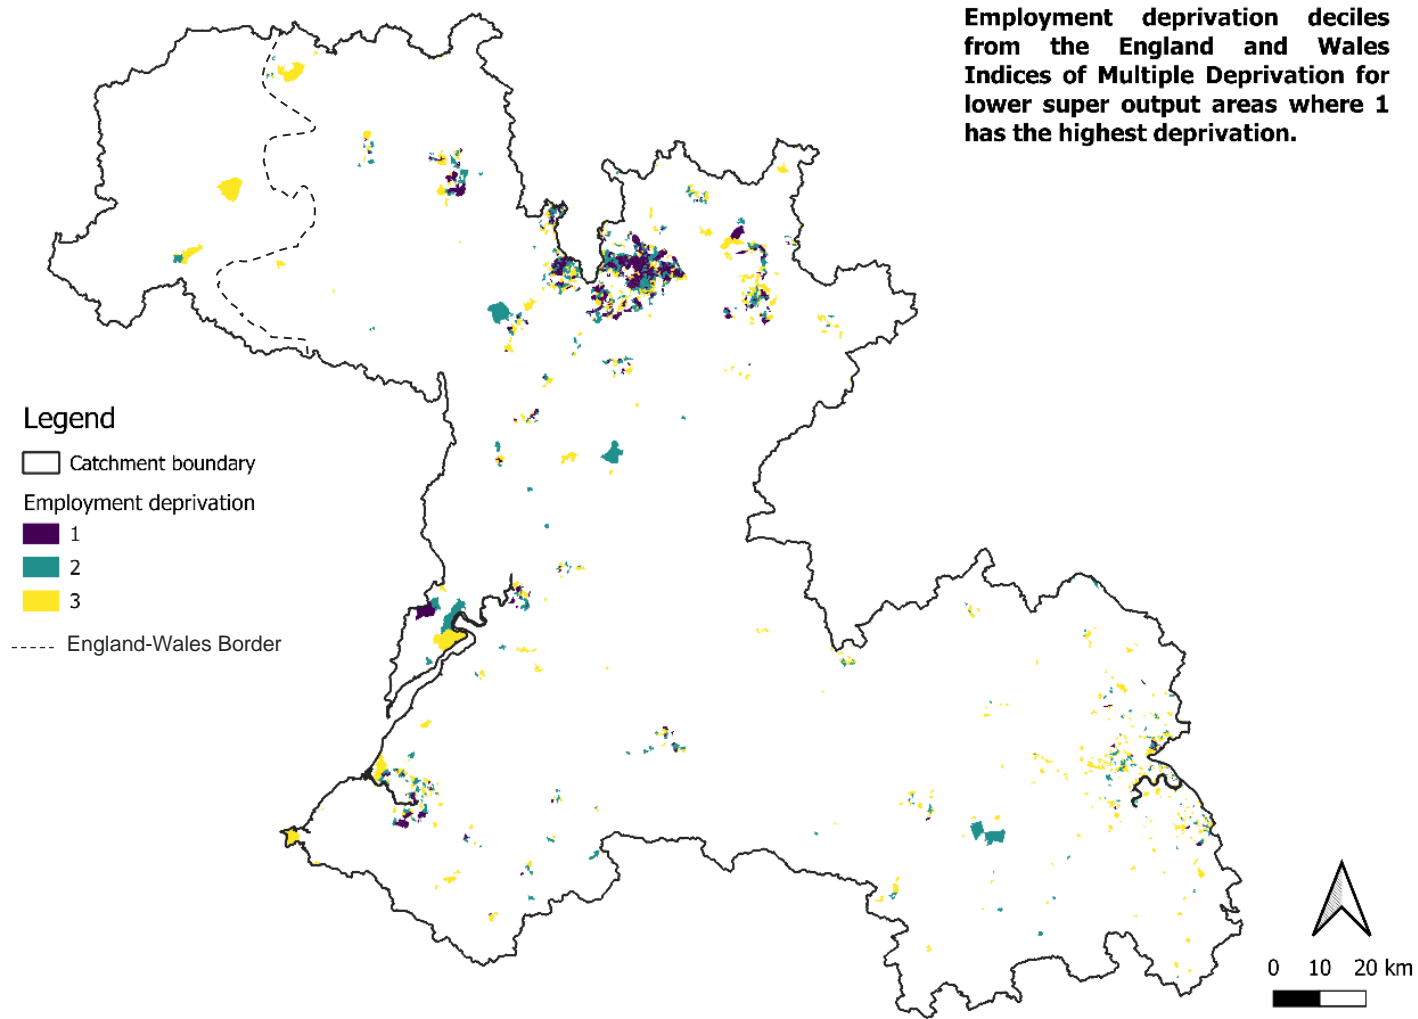 Employment deprivation deciles
from the England and Wales
Indices of Multiple Deprivation for
lower super output areas where 1
has the highest deprivation.
Legend
Catchment boundary
Employment deprivation
1
2
3
England-Wales Border
0 10 20 km